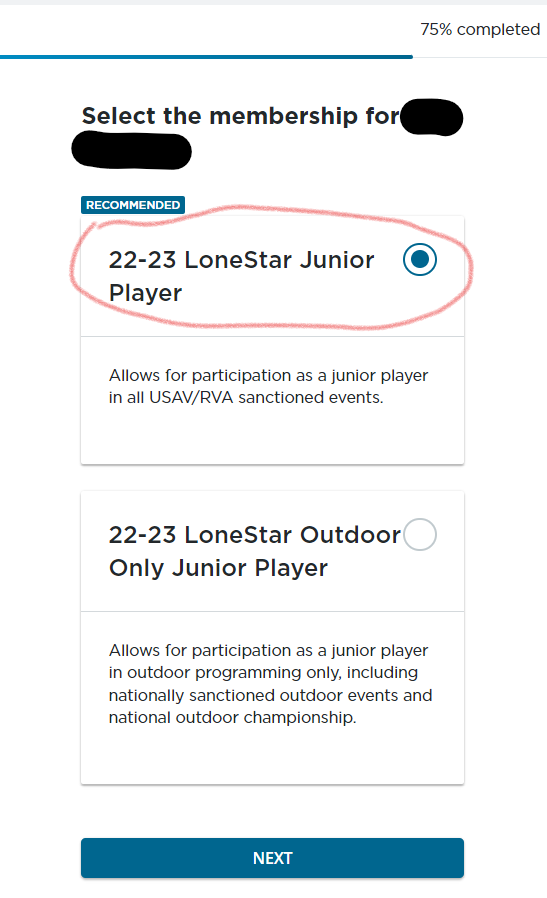 75% completed
Select the membership for
RECOMMENDED
22-23 LoneStar Junior
Player
Allows for participation as a junior player
in all USAV/RVA sanctioned events.
22-23 LoneStar Outdoor
Only Junior Player
Allows for participation as a junior player
in outdoor programming only, including
nationally sanctioned outdoor events and
national outdoor championship.
NEXT